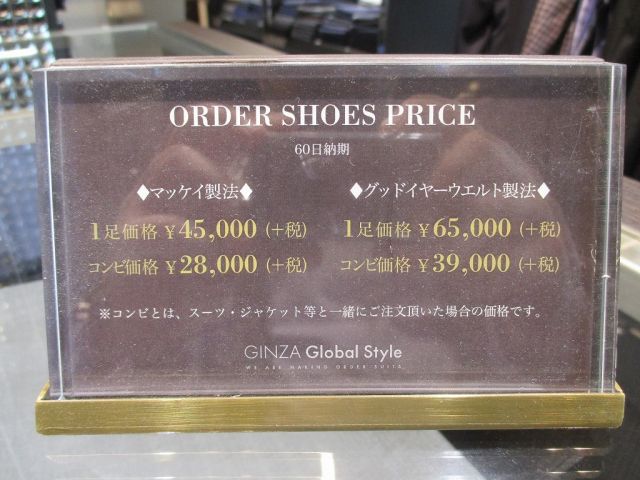 ORDER SHOES PRICE
60日納期
◆マッケイ製法◆
1足価格 ¥45,000 (+税)
コンビ価格 ¥28,000 (+税)
◆グッドイヤーウエルト製法◆
1足価格 ¥65,000 (+税)
コンビ価格 ¥39,000 (+税)
※コンビとは、スーツ・ジャケット等と一緒にご注文頂いた場合の価格です。
GINZA Global Style
WE ARE MAKING ORDER SUITS.